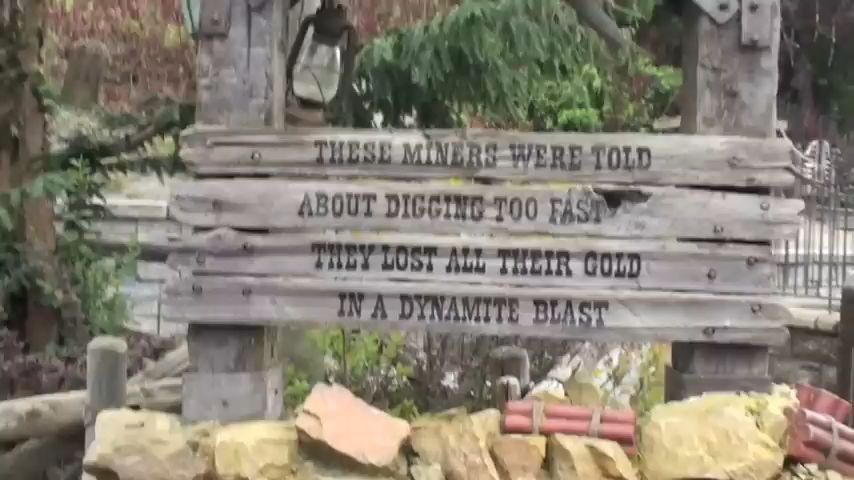 THESE MINERS WERE TOLD
ABOUT DIGGING TOO FAST
THEY LOST ALL THEIR GOLD
IN A DYNAMITE BLAST